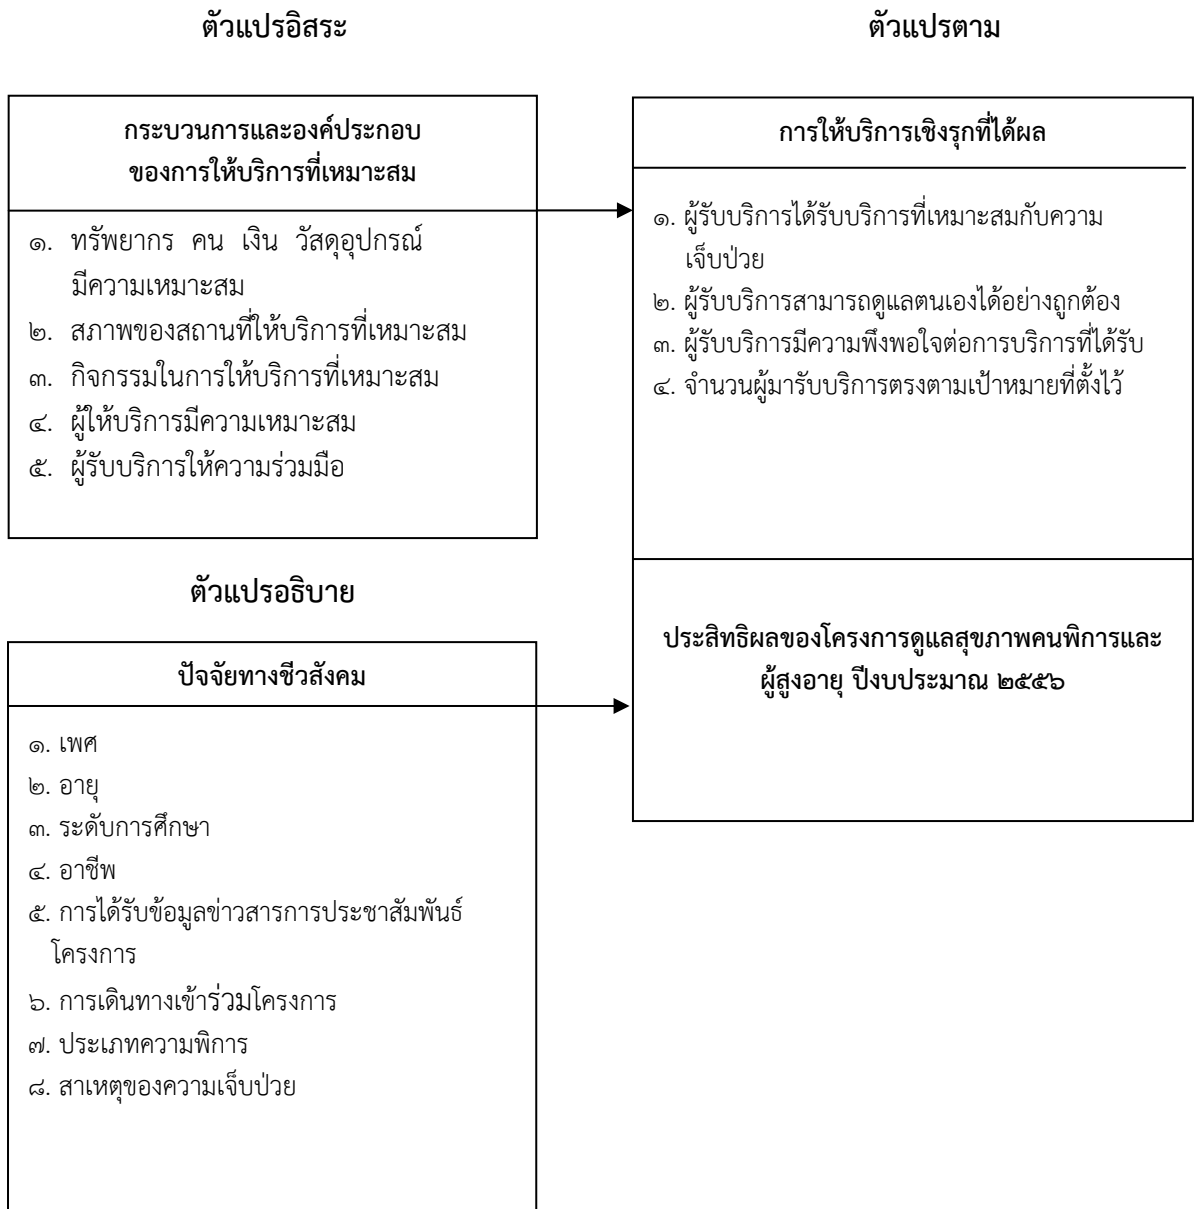 ตัวแปรอิสระ
ตัวแปรตาม
กระบวนการและองค์ประกอบ
ของการให้บริการที่เหมาะสม
๑. ทรัพยากร คน เงิน วัสดุอุปกรณ์
มีความเหมาะสม
๒. สภาพของสถานที่ให้บริการที่เหมาะสม
๓. กิจกรรมในการให้บริการที่เหมาะสม
๔. ผู้ให้บริการมีความเหมาะสม
๕. ผู้รับบริการให้ความร่วมมือ
การให้บริการเชิงรุกที่ได้ผล
๑. ผู้รับบริการได้รับบริการที่เหมาะสมกับความ
เจ็บป่วย
๒. ผู้รับบริการสามารถดูแลตนเองได้อย่างถูกต้อง
๓. ผู้รับบริการมีความพึงพอใจต่อการบริการที่ได้รับ
๔. จำนวนผู้มารับบริการตรงตามเป้าหมายที่ตั้งไว้
ประสิทธิผลของโครงการดูแลสุขภาพคนพิการและ
ผู้สูงอายุ ปีงบประมาณ ๒๕๕๖
ตัวแปรอธิบาย
ปัจจัยทางชีวสังคม
๑. เพศ
๒. อายุ
๓. ระดับการศึกษา
๔. อาชีพ
๕. การได้รับข้อมูลข่าวสารการประชาสัมพันธ์
โครงการ
๖. การเดินทางเข้าร่วมโครงการ
๗. ประเภทความพิการ
๘. สาเหตุของความเจ็บป่วย